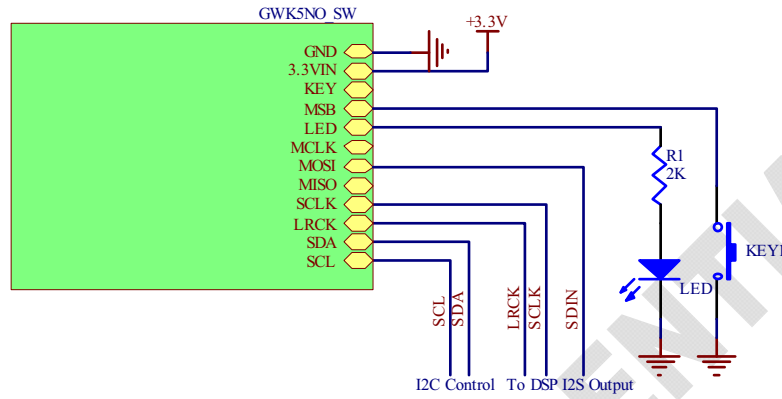 GWK5NO_SW
+3.3V
GND
3.3VIN
KEY
MSB
LED
MCLK
MOSI
MISO
SCLK
LRCK
SDA
SCL
R1
2K
LED
SCL
SDA
LRCK
SCLK
SDIN
I2C Control
To DSP I2S Output